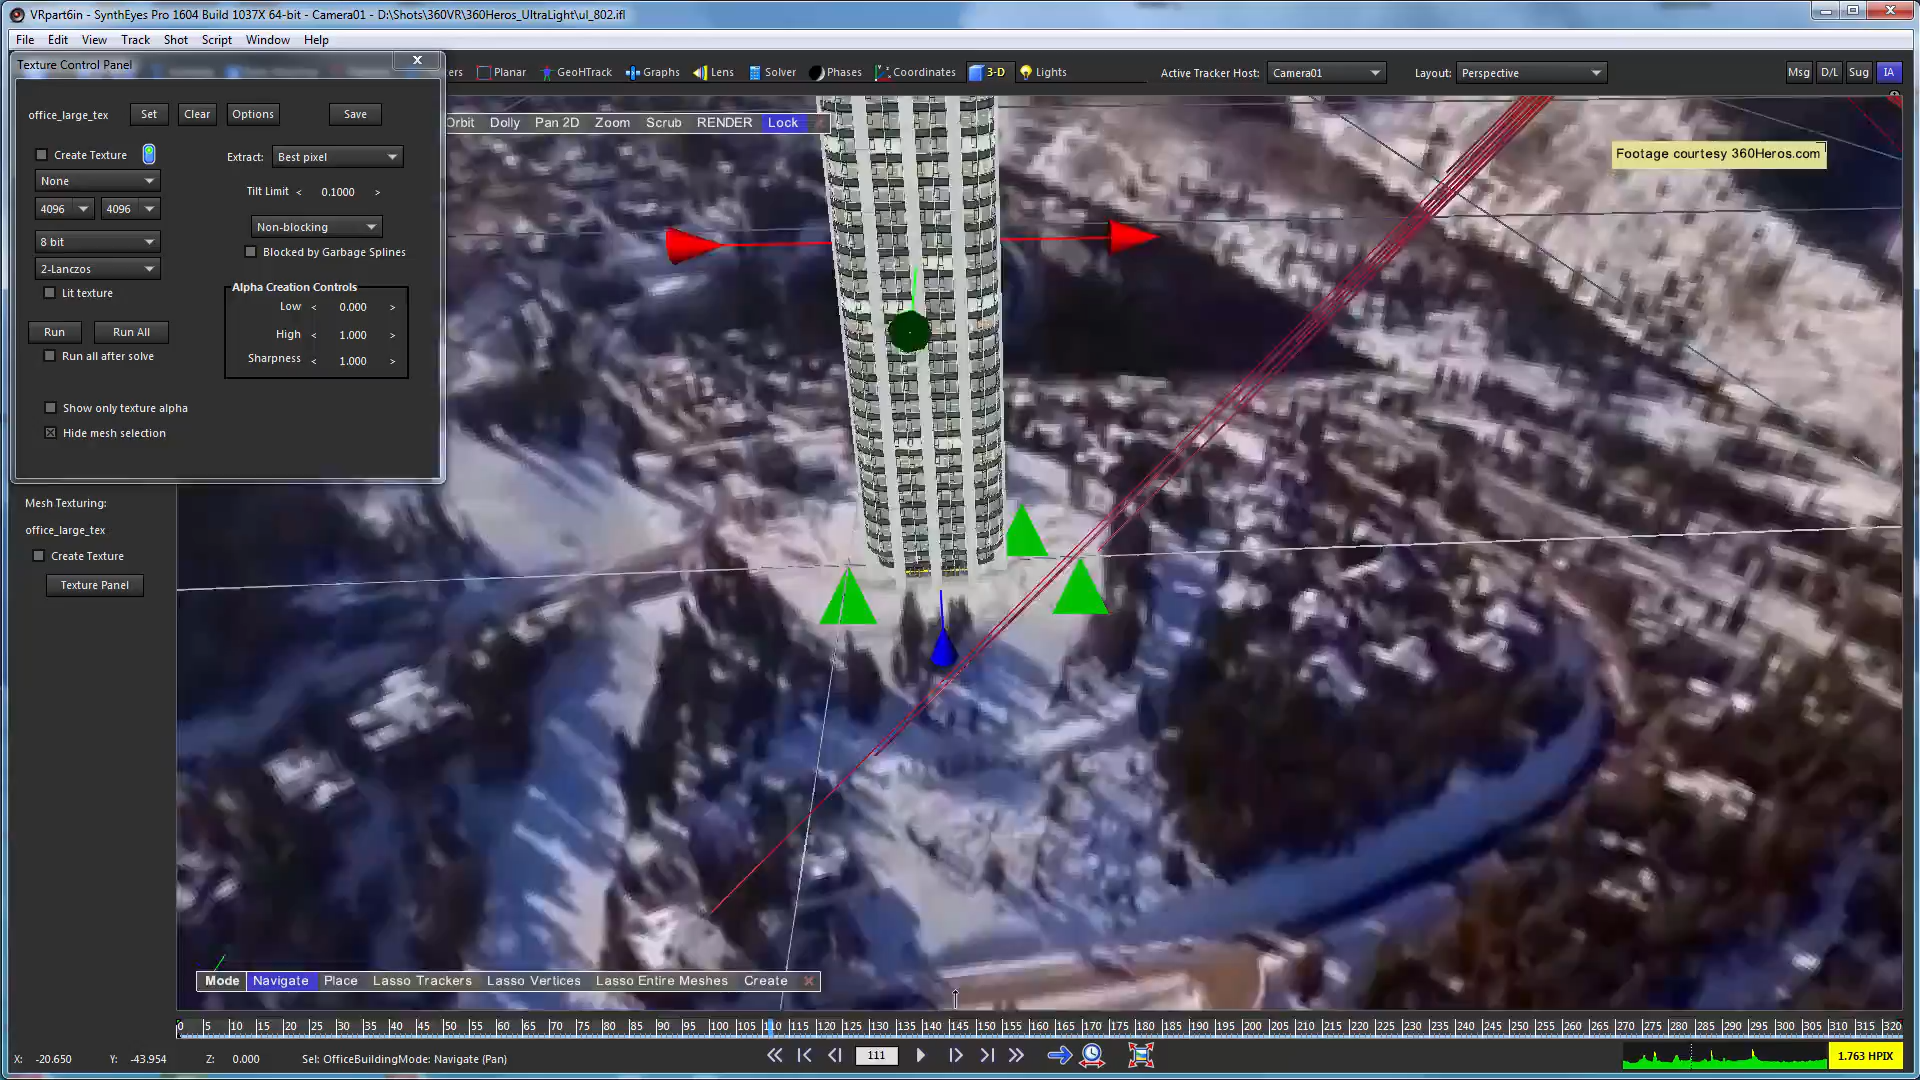 VRpart6in - SynthEyes Pro 1604 Build 1037X 64-bit - Camera01 - D:\Shots\360VR\360Heros_UltraLight\ul_802.ifl
File Edit View Track Shot Script Window Help
Texture Control Panel
Planar GeoHTrack Graphs Lens Solver Phases Coordinates 3-D Lights Active Tracker Host: Camera01 Layout: Perspective Msg D/L Sug IA
office_large_tex Set Clear Options Save
Dolly Pan 2D Zoom Scrub RENDER Lock
Footage courtesy 360Heros.com
Create Texture Extract: Best pixel
None
Tilt Limit < 0.1000 >
4096 4096
Non-blocking
8 bit
Blocked by Garbage Splines
2-Lanczos
Alpha Creation Controls
Lit texture
Low < 0.000 >
Run Run All
High < 1.000 >
Run all after solve
Sharpness < 1.000 >
Show only texture alpha
Hide mesh selection
Mesh Texturing:
office_large_tex
Create Texture
Texture Panel
Mode Navigate Place Lasso Trackers Lasso Vertices Lasso Entire Meshes Create
0 5 10 15 20 25 30 35 40 45 50 55 60 65 70 75 80 85 90 95 100 105 110 115 120 125 130 135 140 145 150 155 160 165 170 175 180 185 190 195 200 205 210 215 220 225 230 235 240 245 250 255 260 265 270 275 280 285 290 295 300 305 310 315 320
X: -20.650 Y: -43.954 Z: 0.000 Sel: OfficeBuildingMode: Navigate (Pan) 111 1.763 HPIX